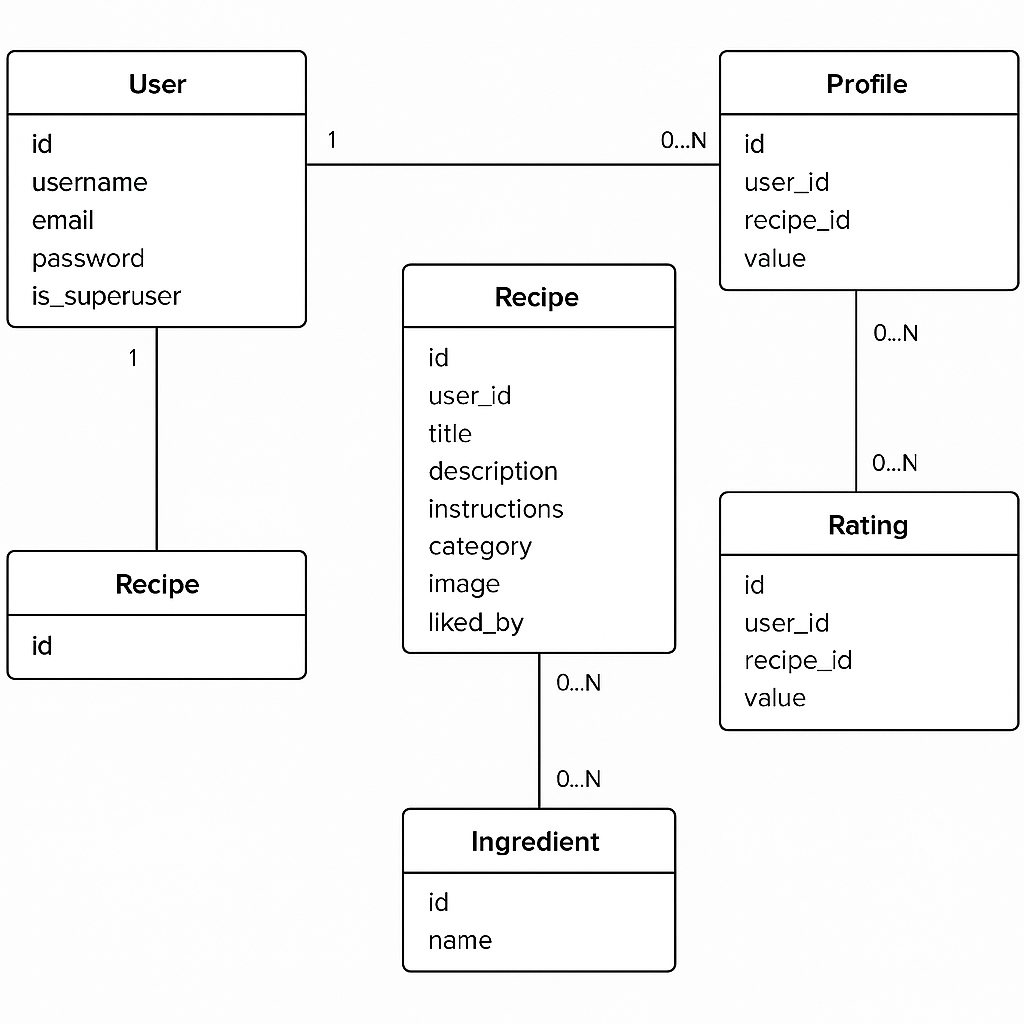 User
id
username
email
password
is_superuser
1
0...N
Profile
id
user_id
recipe_id
value
1
0...N
Recipe
id
user_id
title
description
instructions
category
image
liked_by
0...N
Recipe
id
Rating
id
user_id
recipe_id
value
0...N
0...N
Ingredient
id
name